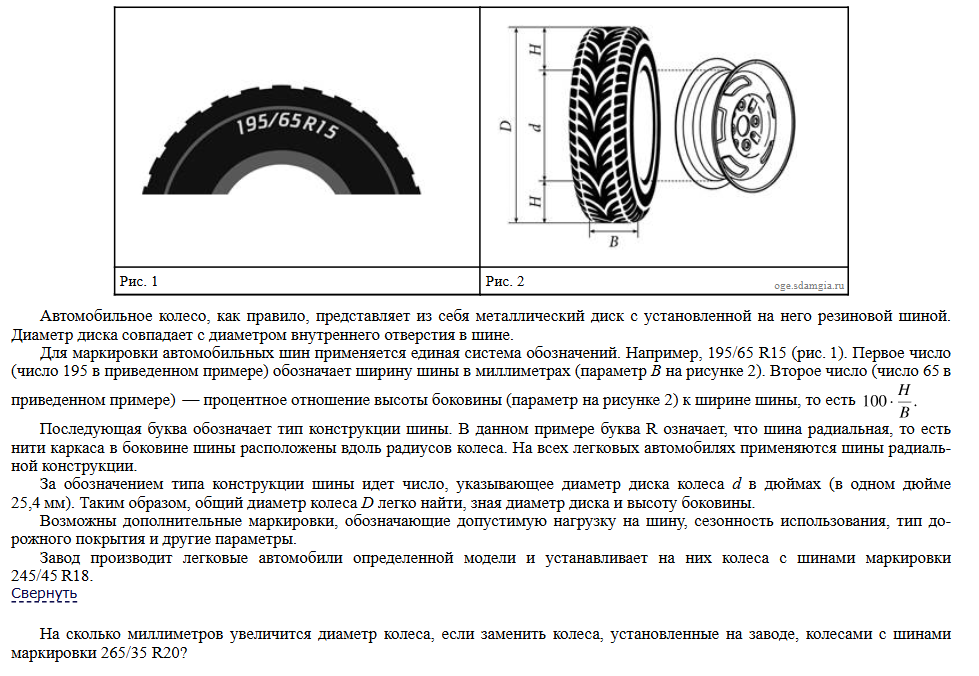 195/65 R15
H
D
d
H
B
Рис. 1
Рис. 2
oge.sdamgia.ru
Автомобильное колесо, как правило, представляет из себя металлический диск с установленной на него резиновой шиной.
Диаметр диска совпадает с диаметром внутреннего отверстия в шине.
Для маркировки автомобильных шин применяется единая система обозначений. Например, 195/65 R15 (рис. 1). Первое число
(число 195 в приведенном примере) обозначает ширину шины в миллиметрах (параметр B на рисунке 2). Второе число (число 65 в
приведенном примере) — процентное отношение высоты боковины (параметр на рисунке 2) к ширине шины, то есть 100 · H/B.
Последующая буква обозначает тип конструкции шины. В данном примере буква R означает, что шина радиальная, то есть
нити каркаса в боковине шины расположены вдоль радиусов колеса. На всех легковых автомобилях применяются шины радиаль-
ной конструкции.
За обозначением типа конструкции шины идет число, указывающее диаметр диска колеса d в дюймах (в одном дюйме
25,4 мм). Таким образом, общий диаметр колеса D легко найти, зная диаметр диска и высоту боковины.
Возможны дополнительные маркировки, обозначающие допустимую нагрузку на шину, сезонность использования, тип до-
рожного покрытия и другие параметры.
Завод производит легковые автомобили определенной модели и устанавливает на них колеса с шинами маркировки
245/45 R18.
Свернуть
На сколько миллиметров увеличится диаметр колеса, если заменить колеса, установленные на заводе, колесами с шинами
маркировки 265/35 R20?